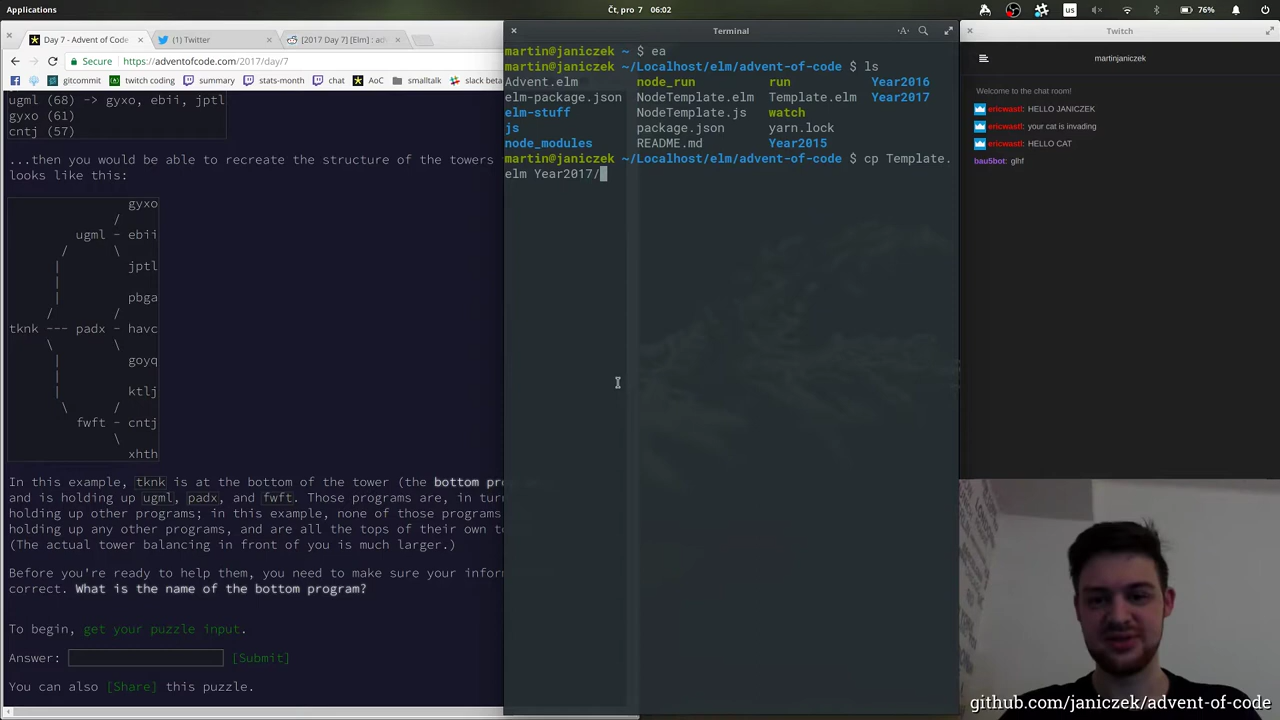 Applications
Čt, pro 7 06:02
us
76%
Day 7 - Advent of Code
(1) Twitter
[2017 Day 7] [Elm] : adv
Secure
https://adventofcode.com/2017/day/7
gitcommit
twitch coding
summary
stats-month
chat
AoC
smalltalk
slack beta
ugml (68) -> gyxo, ebii, jptl
gyxo (61)
cntj (57)
...then you would be able to recreate the structure of the towers
looks like this:
gyxo
/
ugml - ebii
/ \
| jptl
|
| pbga
/ /
tknk --- padx - havc
\ \
| goyq
|
| ktlj
\ /
fwft - cntj
\
xhth
In this example, tknk is at the bottom of the tower (the bottom prog
and is holding up ugml, padx, and fwft. Those programs are, in turn
holding up other programs; in this example, none of those programs
holding up any other programs, and are all the tops of their own to
(The actual tower balancing in front of you is much larger.)
Before you're ready to help them, you need to make sure your inform
correct. What is the name of the bottom program?
To begin, get your puzzle input.
Answer:
[Submit]
You can also [Share] this puzzle.
Terminal
martin@janiczek ~ $ ea
martin@janiczek ~/Localhost/elm/advent-of-code $ ls
Advent.elm node_run run Year2016
elm-package.json NodeTemplate.elm Template.elm Year2017
elm-stuff NodeTemplate.js watch
js package.json yarn.lock
node_modules README.md Year2015
martin@janiczek ~/Localhost/elm/advent-of-code $ cp Template.
elm Year2017/
Twitch
martinjaniczek
Welcome to the chat room!
ericwastl: HELLO JANICZEK
ericwastl: your cat is invading
ericwastl: HELLO CAT
bau5bot: glhf
github.com/janiczek/advent-of-code